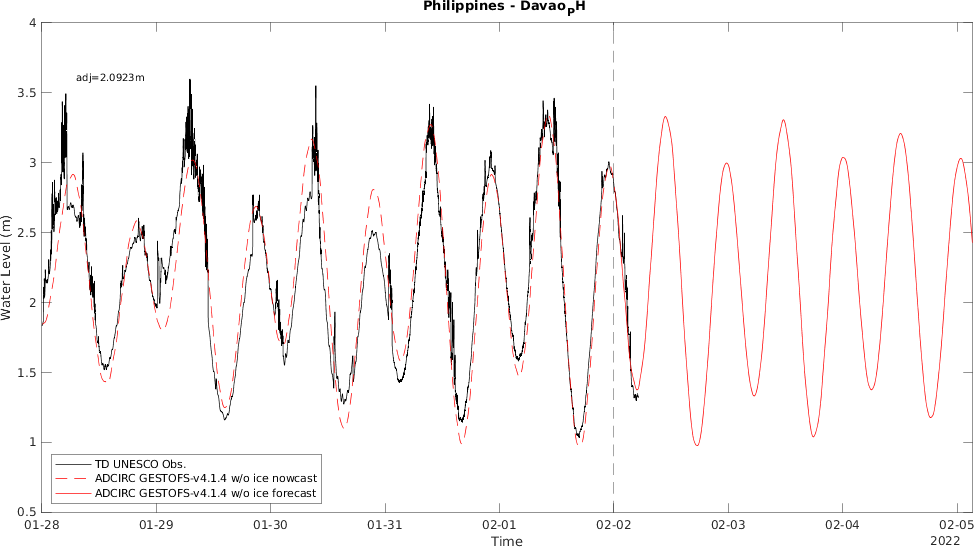 Philippines - DavaoPH
4
adj=2.0923m
3.5
3
2.5
2
1.5
1
0.5
Water Level (m)
TD UNESCO Obs.
ADCIRC GESTOFS-v4.1.4 w/o ice nowcast
ADCIRC GESTOFS-v4.1.4 w/o ice forecast
01-28 01-29 01-30 01-31 02-01 02-02 02-03 02-04 02-05
Time 2022